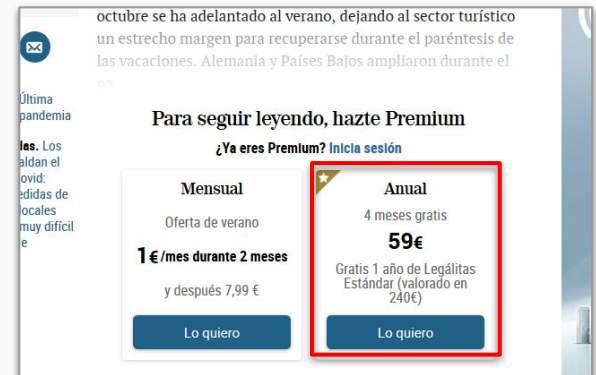 octubre se ha adelantado al verano, dejando al sector turístico
un estrecho margen para recuperarse durante el paréntesis de
las vacaciones. Alemania y Países Bajos ampliaron durante el
Última
pandemia
Los
aldan el
ovid:
edidas de
locales
muy difícil
e
Para seguir leyendo, hazte Premium
¿Ya eres Premium? Inicia sesión
Mensual
Oferta de verano
1€/mes durante 2 meses
y después 7,99 €
Lo quiero
Anual
4 meses gratis
59€
Gratis 1 año de Legálitas
Estándar (valorado en
240€)
Lo quiero